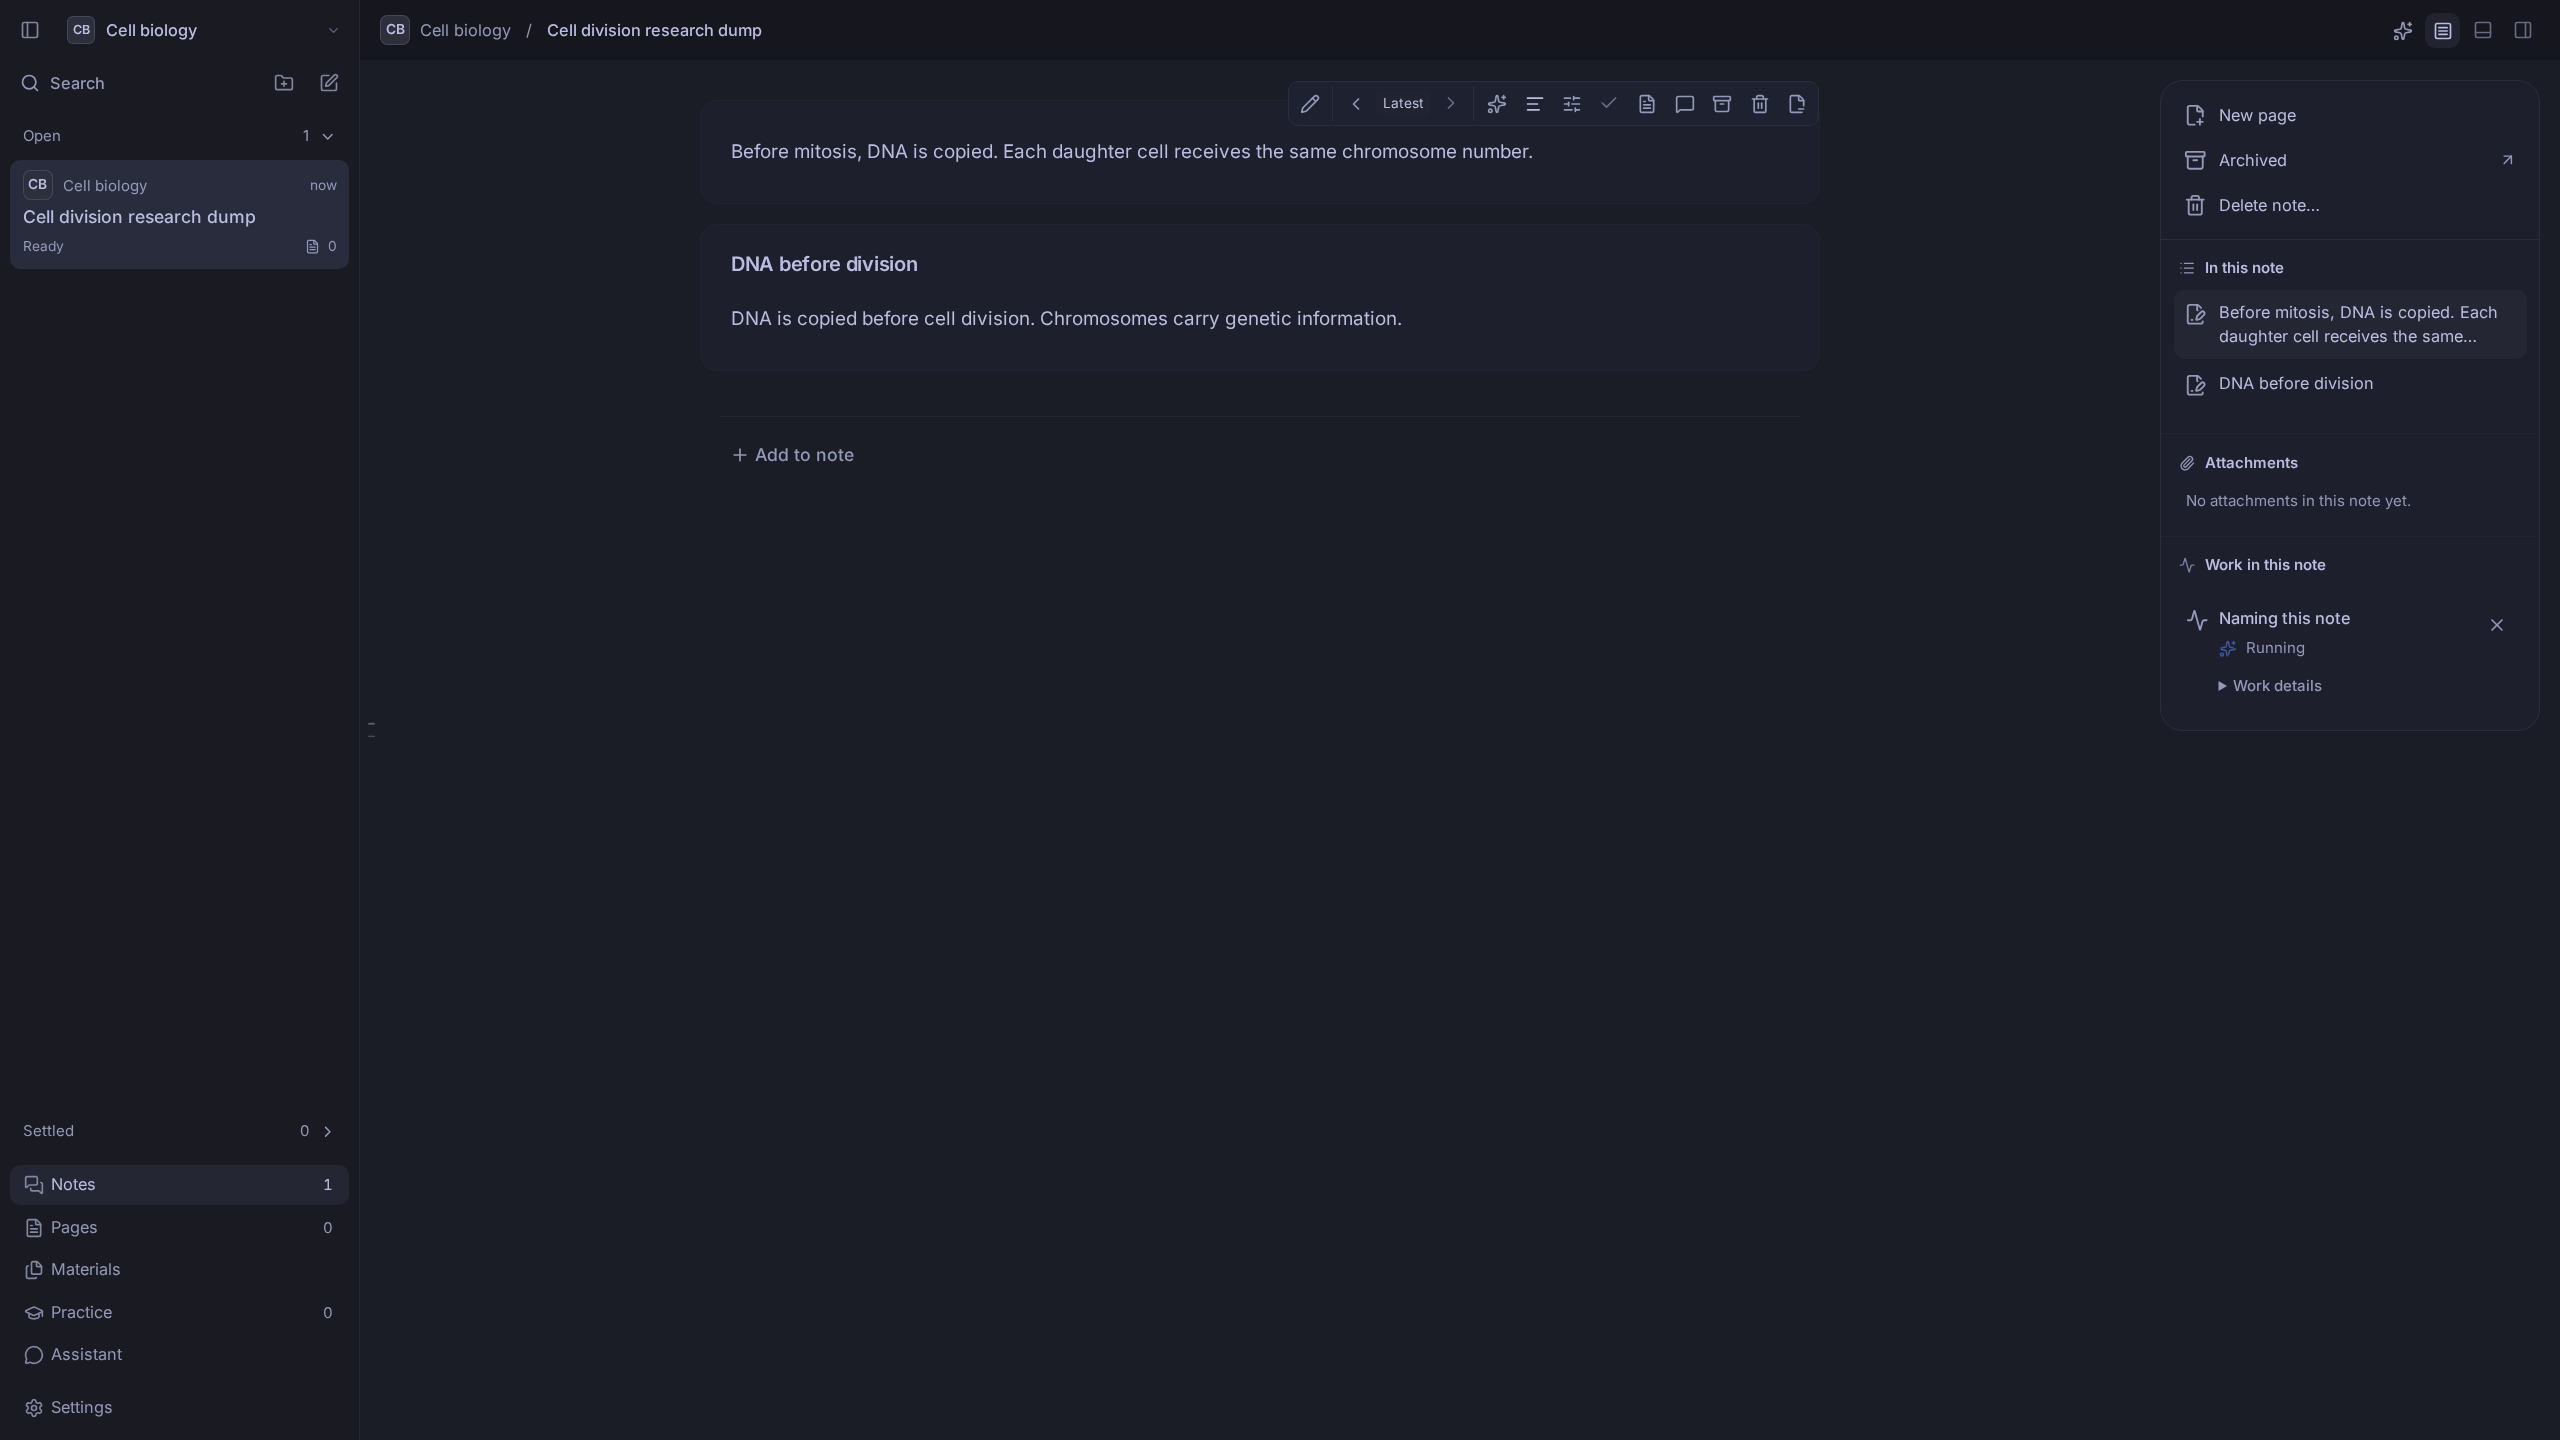 CB Cell biology
Search
Open 1
CB Cell biology now
Cell division research dump
Ready 0
Settled 0
Notes 1
Pages 0
Materials
Practice 0
Assistant
Settings
CB Cell biology / Cell division research dump
Latest
Before mitosis, DNA is copied. Each daughter cell receives the same chromosome number.
DNA before division
DNA is copied before cell division. Chromosomes carry genetic information.
Add to note
New page
Archived
Delete note...
In this note
Before mitosis, DNA is copied. Each
daughter cell receives the same...
DNA before division
Attachments
No attachments in this note yet.
Work in this note
Naming this note
Running
Work details